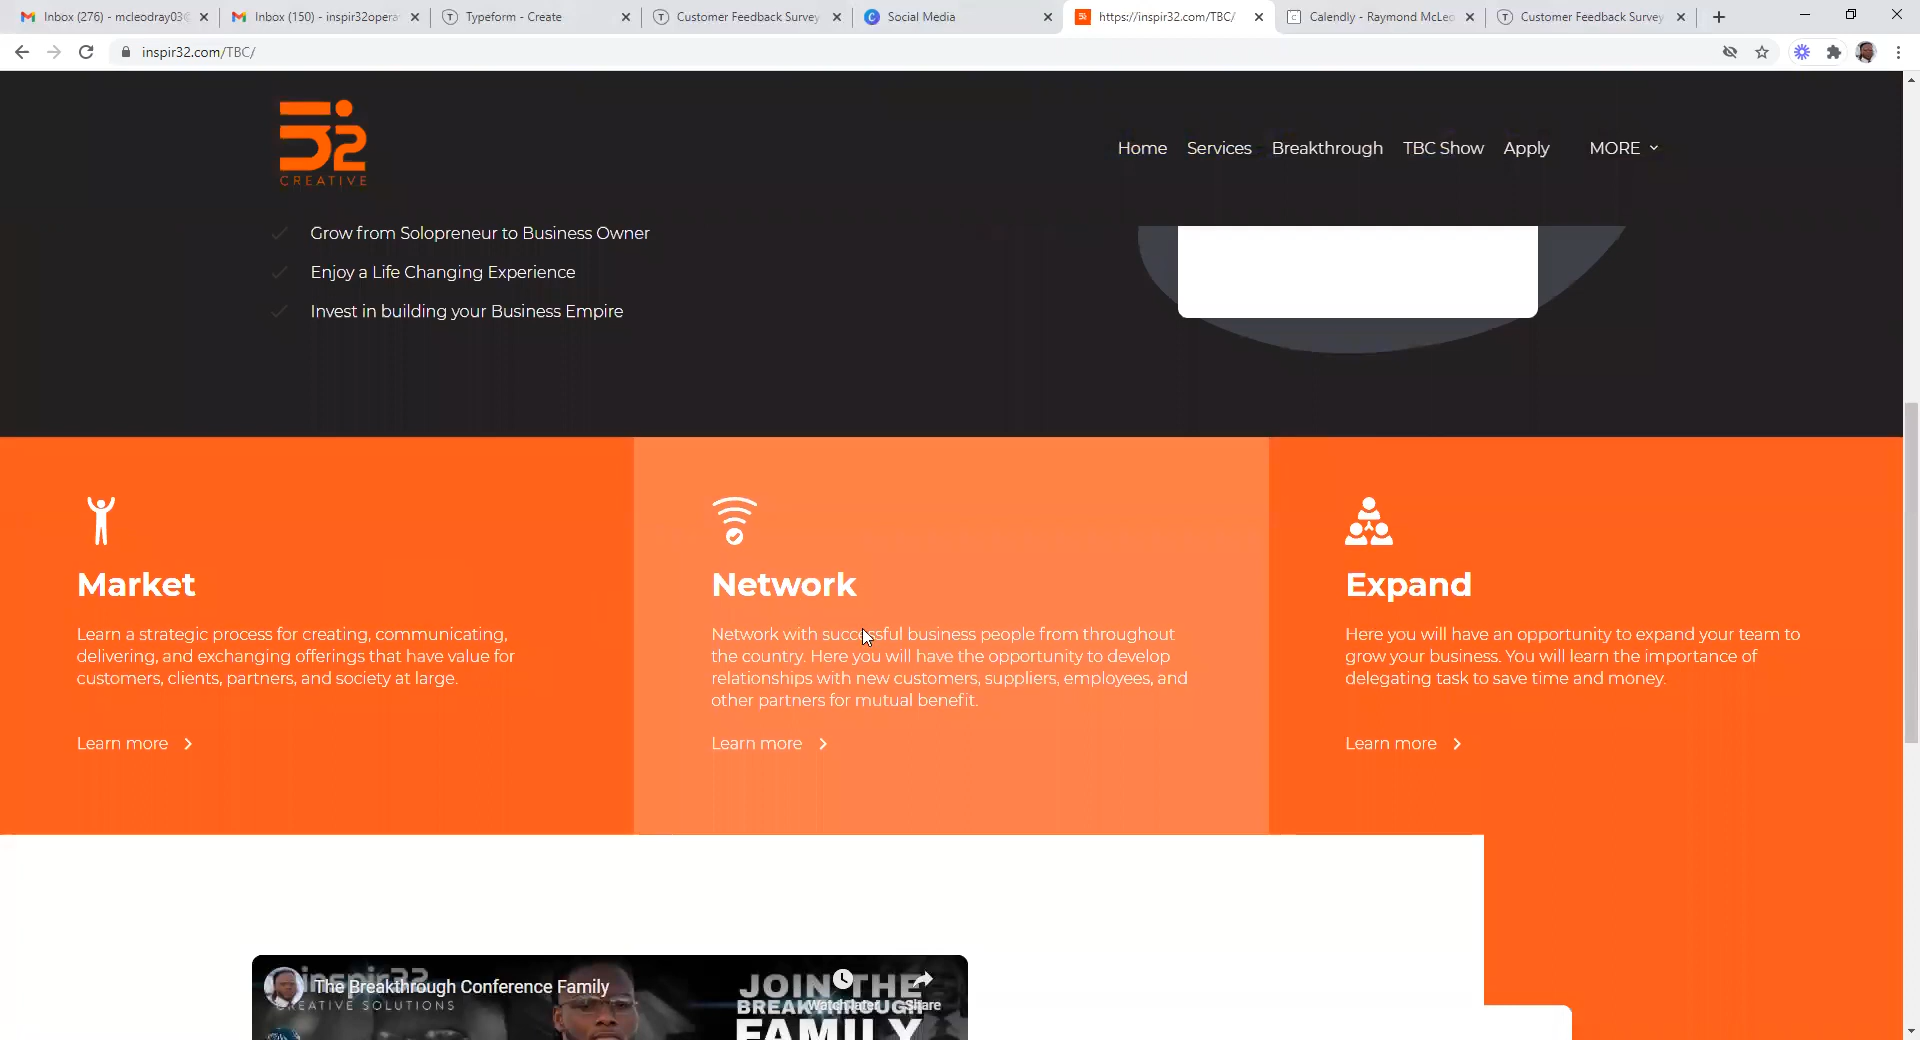 Inbox (276) - mcleodray03@
Inbox (150) - inspir32opera
Typeform - Create
Customer Feedback Survey
Social Media
https://inspir32.com/TBC/
Calendly - Raymond McLeo
Customer Feedback Survey
inspir32.com/TBC/
32
CREATIVE
Home
Services
Breakthrough
TBC Show
Apply
MORE
Grow from Solopreneur to Business Owner
Enjoy a Life Changing Experience
Invest in building your Business Empire
Market
Learn a strategic process for creating, communicating,
delivering, and exchanging offerings that have value for
customers, clients, partners, and society at large.
Learn more
Network
Network with successful business people from throughout
the country. Here you will have the opportunity to develop
relationships with new customers, suppliers, employees, and
other partners for mutual benefit.
Learn more
Expand
Here you will have an opportunity to expand your team to
grow your business. You will learn the importance of
delegating task to save time and money.
Learn more
inspir32
CREATIVE SOLUTIONS
The Breakthrough Conference Family
Watch later
Share
JOIN THE
BREAKTHROUGH
FAMILY